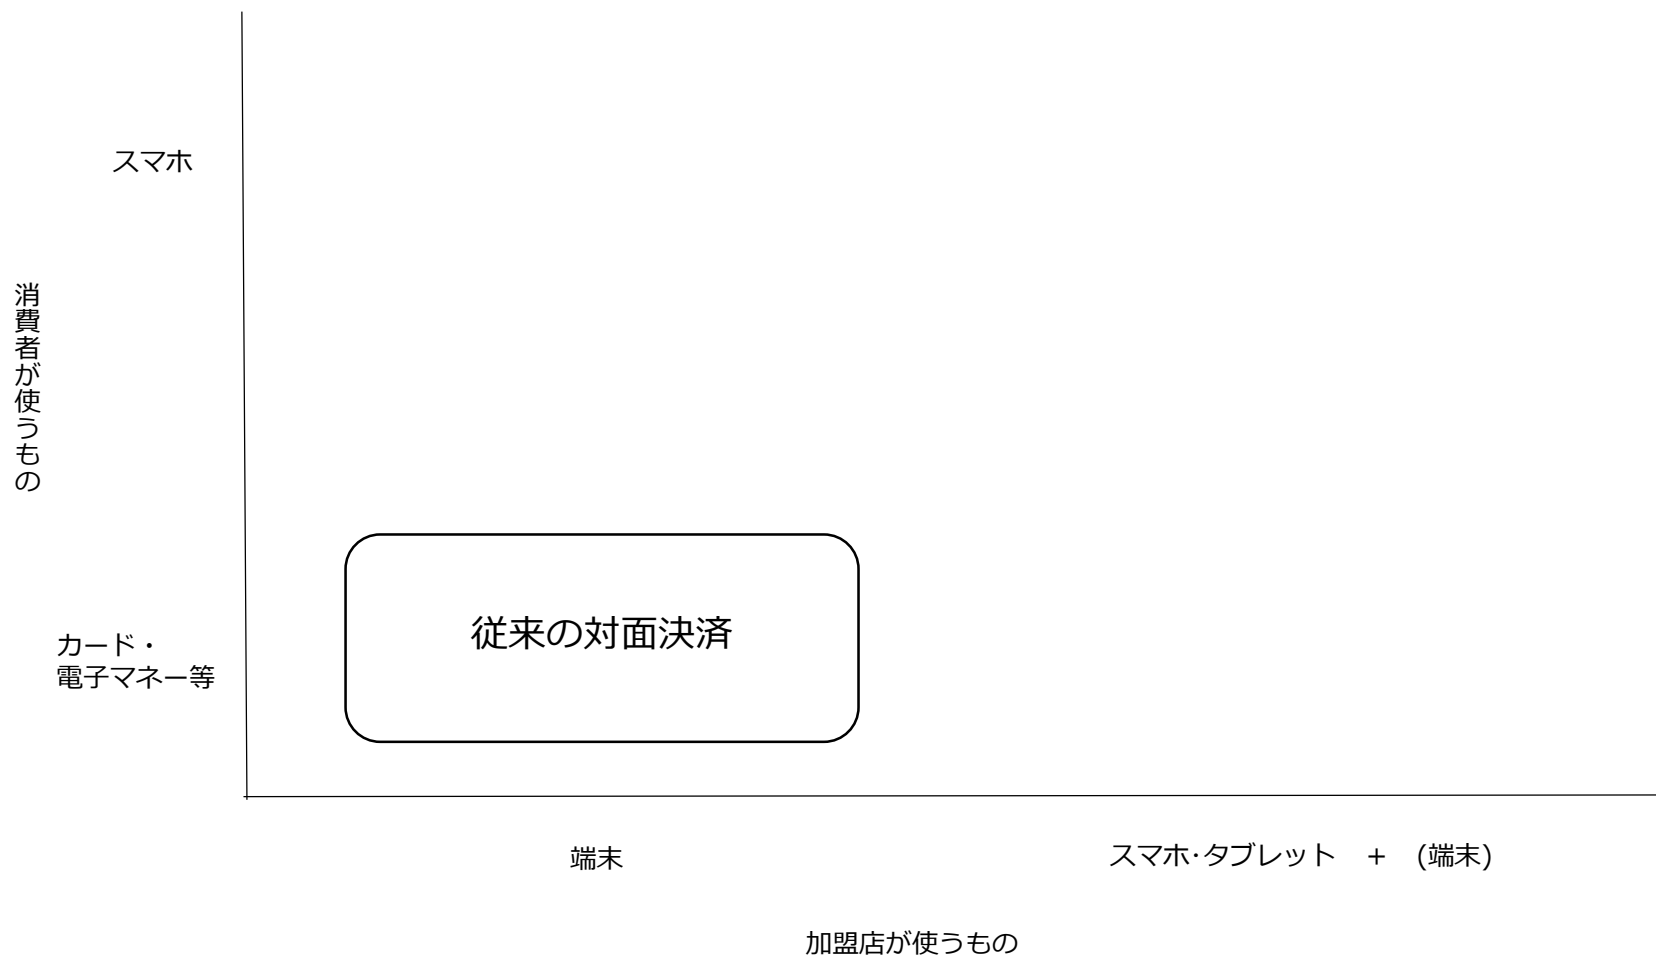 スマホ
消費者が使うもの
従来の対面決済
カード・
電子マネー等
端末
スマホ･タブレット　+　(端末)
加盟店が使うもの